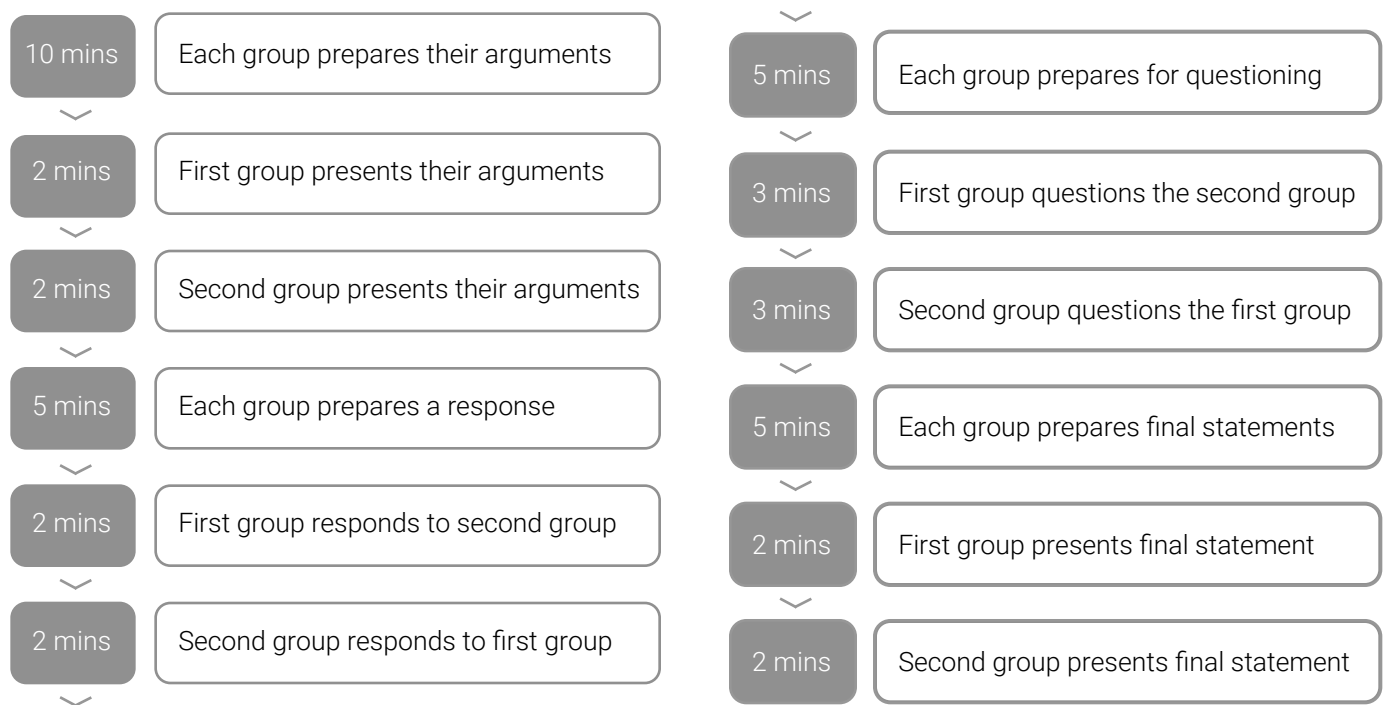 10 mins
Each group prepares their arguments
2 mins
First group presents their arguments
2 mins
Second group presents their arguments
5 mins
Each group prepares a response
2 mins
First group responds to second group
2 mins
Second group responds to first group
5 mins
Each group prepares for questioning
3 mins
First group questions the second group
3 mins
Second group questions the first group
5 mins
Each group prepares final statements
2 mins
First group presents final statement
2 mins
Second group presents final statement